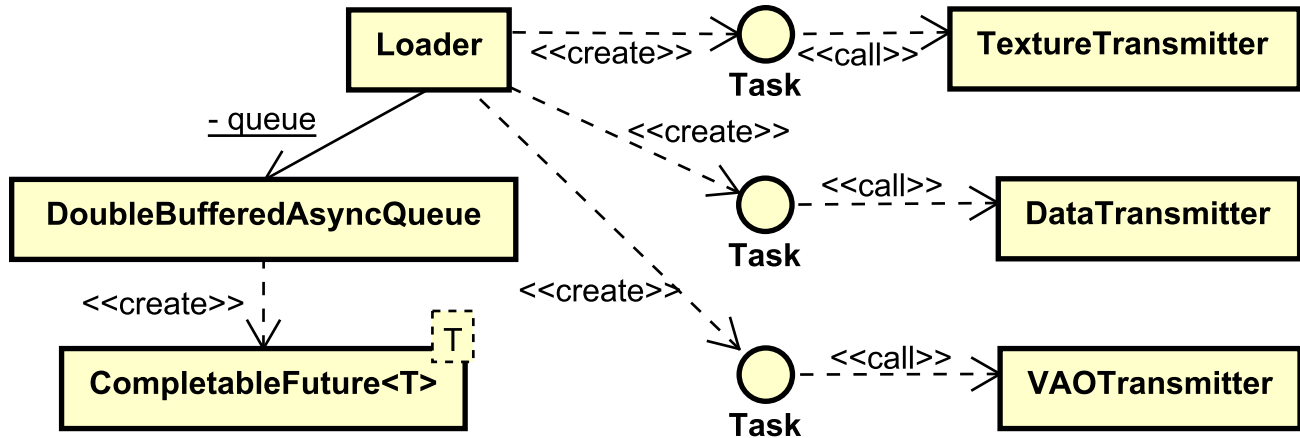 Loader
<<create>>
Task
<<call>>
TextureTransmitter
- queue
<<create>>
DoubleBufferedAsyncQueue
Task
<<call>>
DataTransmitter
<<create>>
<<create>>
T
CompletableFuture<T>
Task
<<call>>
VAOTransmitter